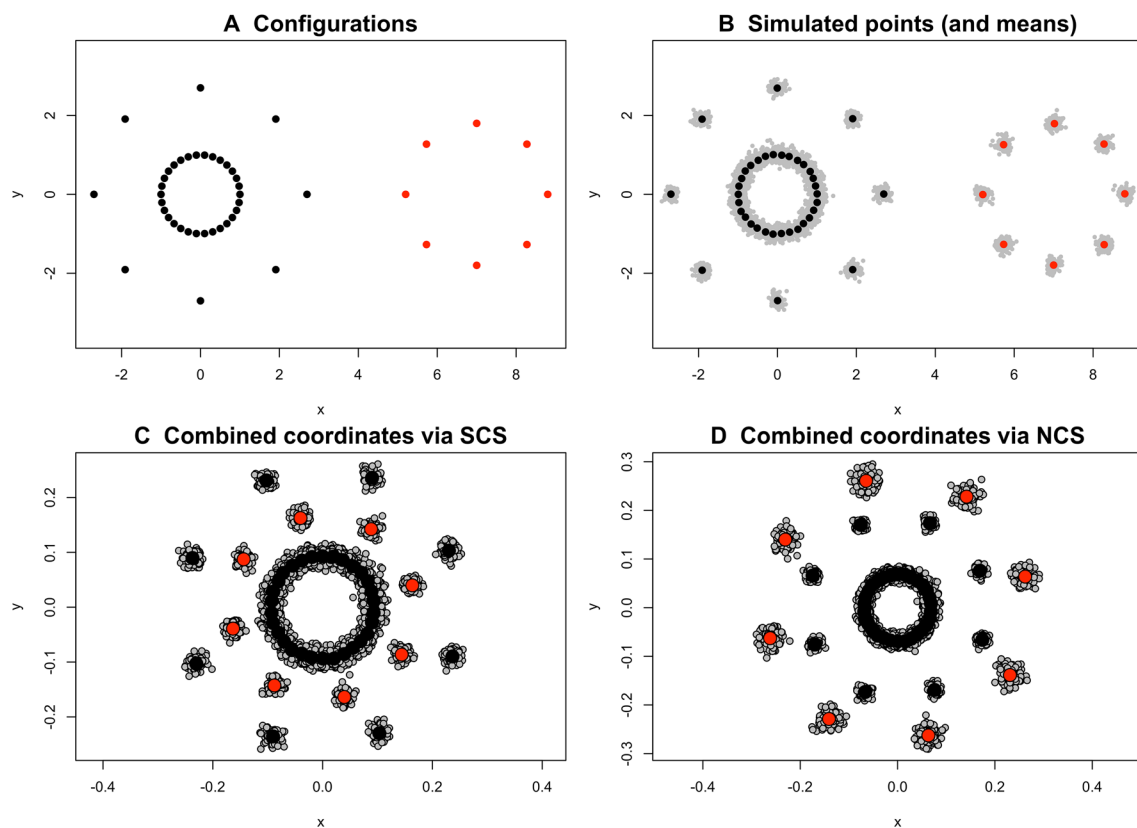 A Configurations
y
2
0
-2
-2 0 2 4 6 8
x
B Simulated points (and means)
y
2
0
-2
-2 0 2 4 6 8
x
C Combined coordinates via SCS
y
0.2
0.1
0.0
-0.1
-0.2
-0.4 -0.2 0.0 0.2 0.4
x
D Combined coordinates via NCS
y
0.3
0.2
0.1
0.0
-0.1
-0.2
-0.3
-0.4 -0.2 0.0 0.2 0.4
x